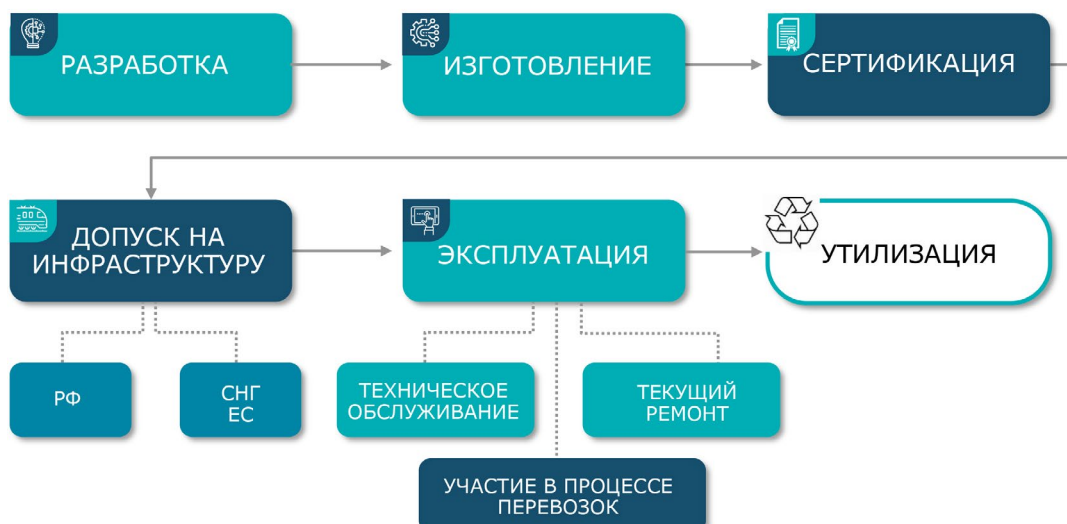 РАЗРАБОТКА
ИЗГОТОВЛЕНИЕ
СЕРТИФИКАЦИЯ
ДОПУСК НА
ИНФРАСТРУКТУРУ
ЭКСПЛУАТАЦИЯ
УТИЛИЗАЦИЯ
РФ
СНГ
ЕС
ТЕХНИЧЕСКОЕ
ОБСЛУЖИВАНИЕ
ТЕКУЩИЙ
РЕМОНТ
УЧАСТИЕ В ПРОЦЕССЕ
ПЕРЕВОЗОК